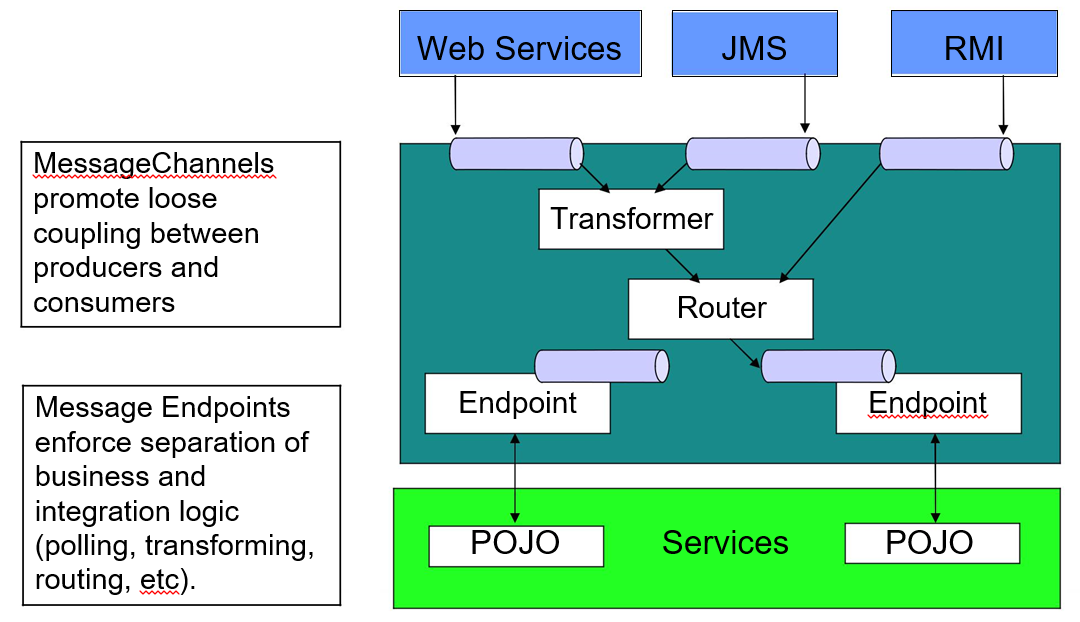 Web Services
JMS
RMI
MessageChannels
promote loose
coupling between
producers and
consumers
Transformer
Router
Message Endpoints
enforce separation of
business and
integration logic
(polling, transforming,
routing, etc).
Endpoint
Endpoint
POJO
Services
POJO